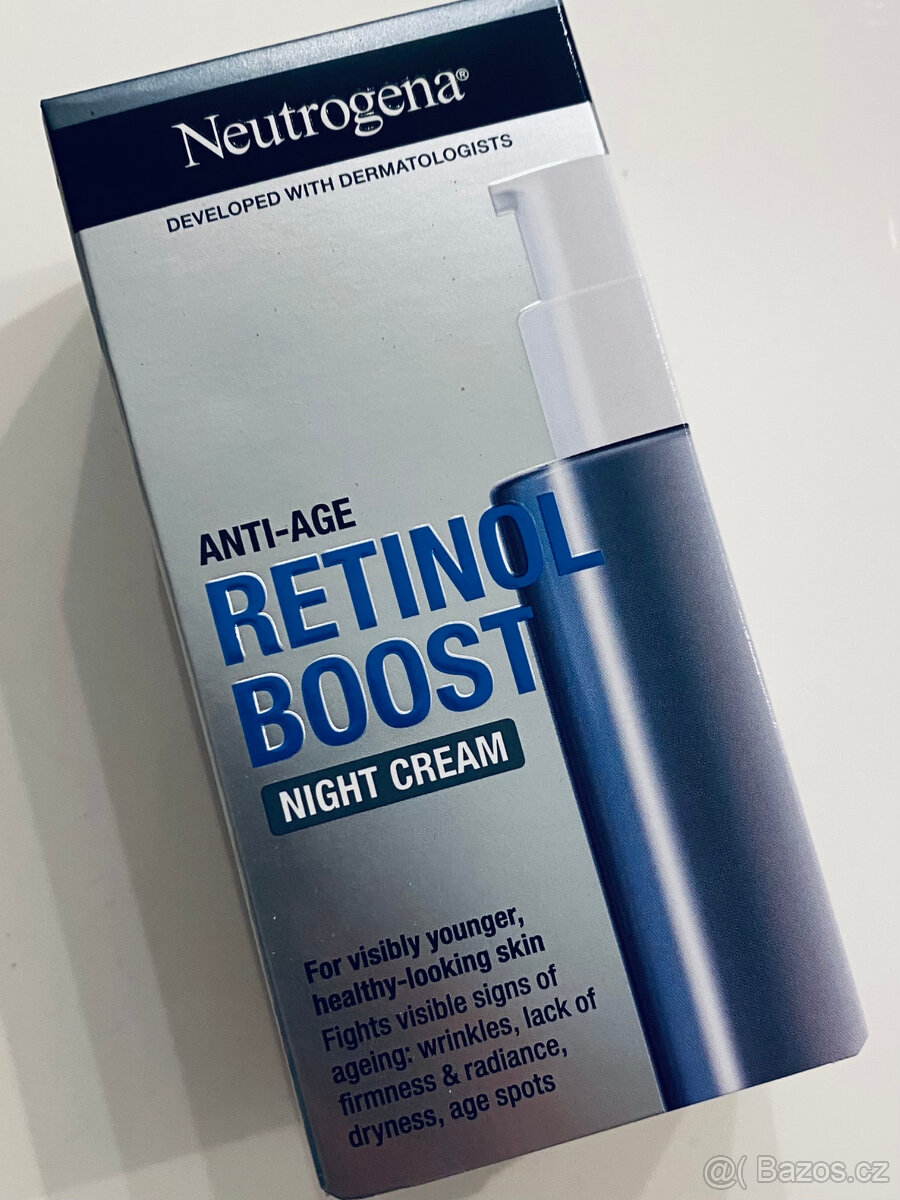 Neutrogena®
DEVELOPED WITH DERMATOLOGISTS
ANTI-AGE
RETINOL
BOOST
NIGHT CREAM
For visibly younger,
healthy-looking skin
Fights visible signs of
ageing: wrinkles, lack of
firmness & radiance,
dryness, age spots
@( Bazos.cz